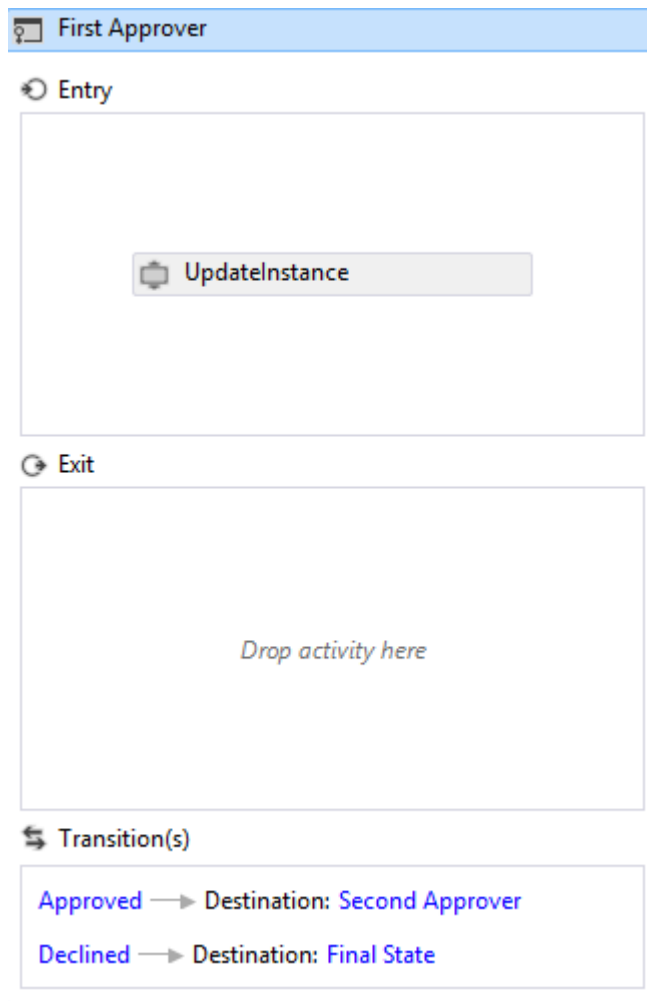 First Approver
Entry
UpdateInstance
Exit
Drop activity here
Transition(s)
Approved Destination: Second Approver
Declined Destination: Final State